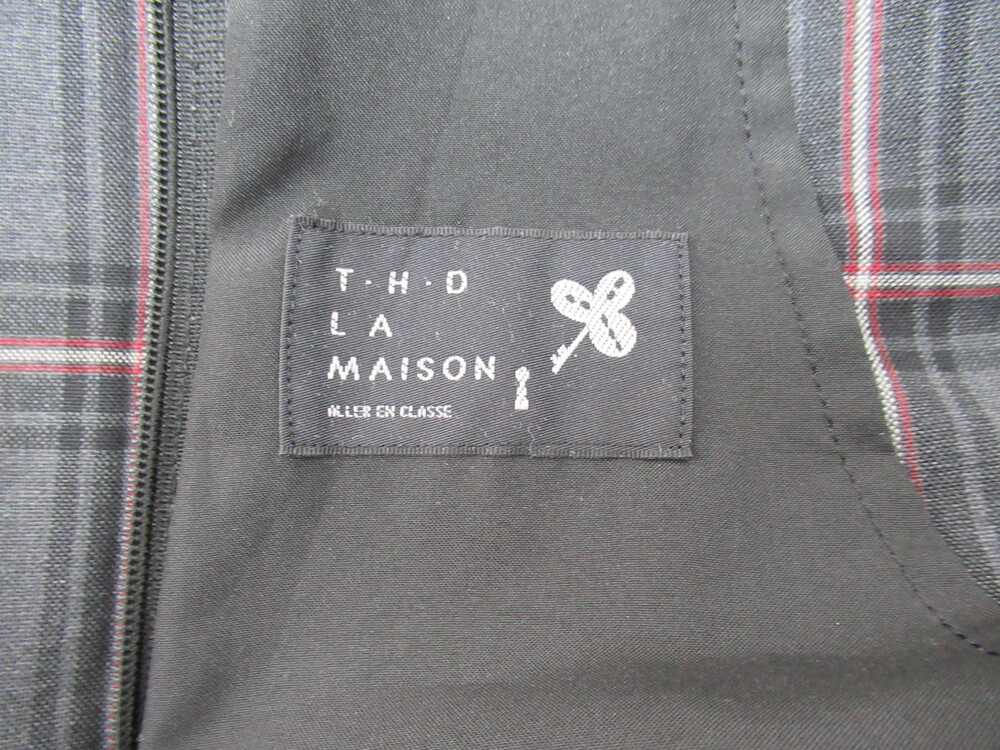 T·H·D
LA
MAISON
ALLER EN CLASSE